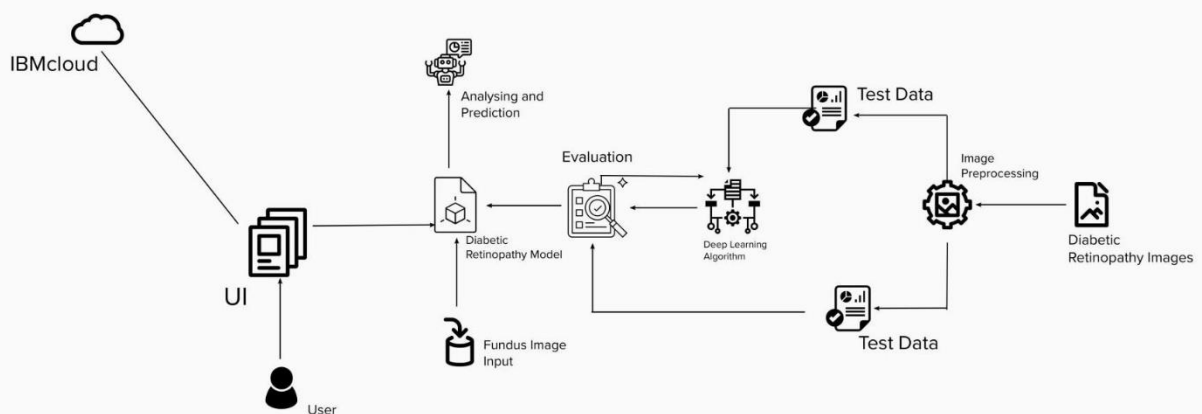 IBMcloud
Analysing and
Prediction
Test Data
Evaluation
Image
Preprocessing
Deep Learning
Algorithm
Diabetic
Retinopathy Model
Diabetic
Retinopathy Images
UI
Fundus Image
Input
Test Data
User